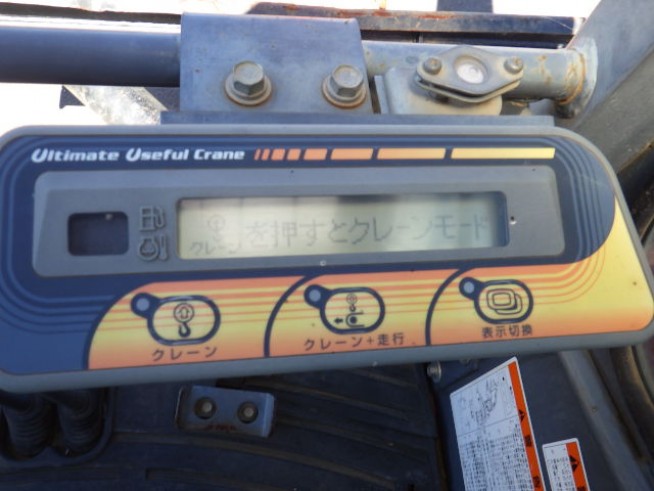 Ultimate Useful Crane
クレーン を押すとクレーンモード
クレーン
クレーン+走行
表示切換